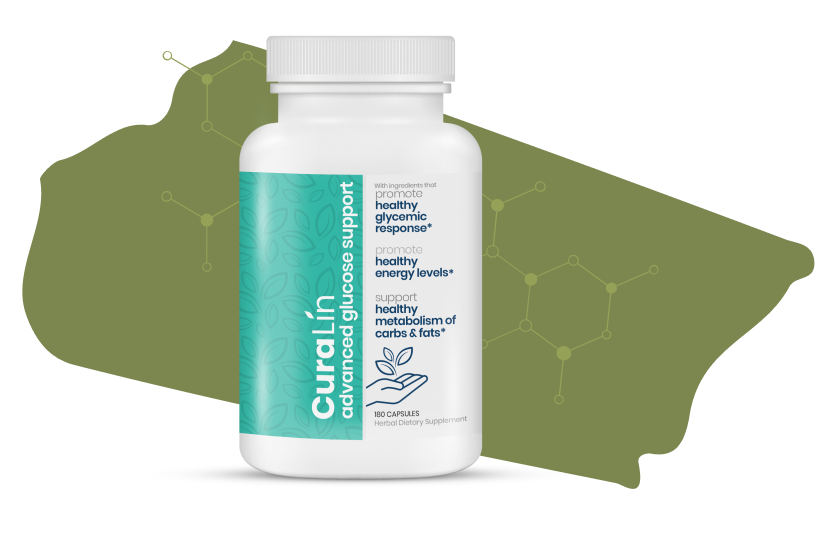 CuraLín
advanced glucose support
With ingredients that
promote
healthy
glycemic
response*
promote
healthy
energy levels*
support
healthy
metabolism of
carbs & fats*
180 CAPSULES
Herbal Dietary Supplement